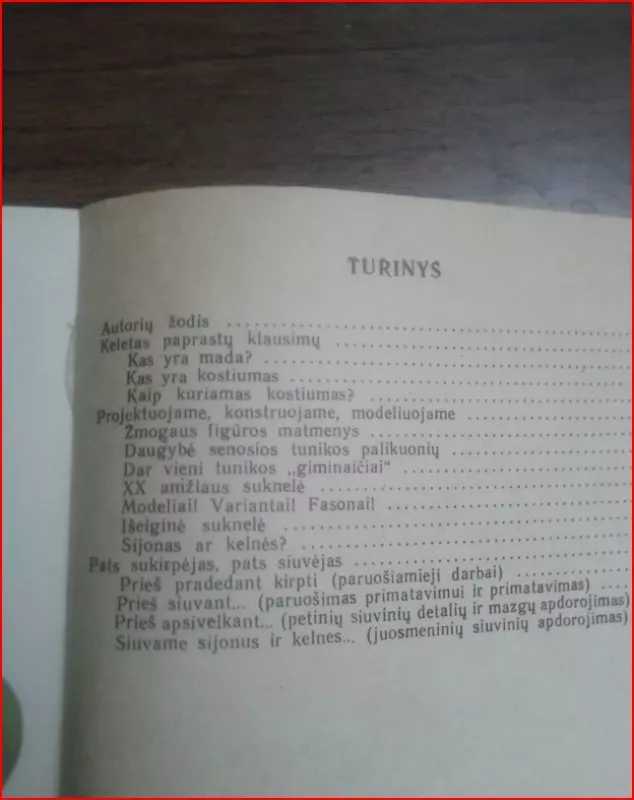 TURINYS
Autorių žodis
Keletas paprastų klausimų
Kas yra mada?
Kas yra kostiumas
Kaip kuriamas kostiumas?
Projektuojame, konstruojame, modeliuojame
Žmogaus figūros matmenys
Daugybė senosios tunikos palikuonių
Dar vieni tunikos „giminaičiai“
XX amžiaus suknelė
Modeliai! Variantai! Fasonai!
Išeiginė suknelė
Sijonas ar kelnės?
Pats sukirpėjas, pats siuvėjas
Prieš pradedant kirpti (paruošiamieji darbai)
Prieš siuvant... (paruošimas primatavimui ir primatavimas)
Prieš apsivelkant... (petinių siuvinių detalių ir mazgų apdorojimas)
Siuvame sijonus ir kelnes... (juosmeninių siuvinių apdorojimas)